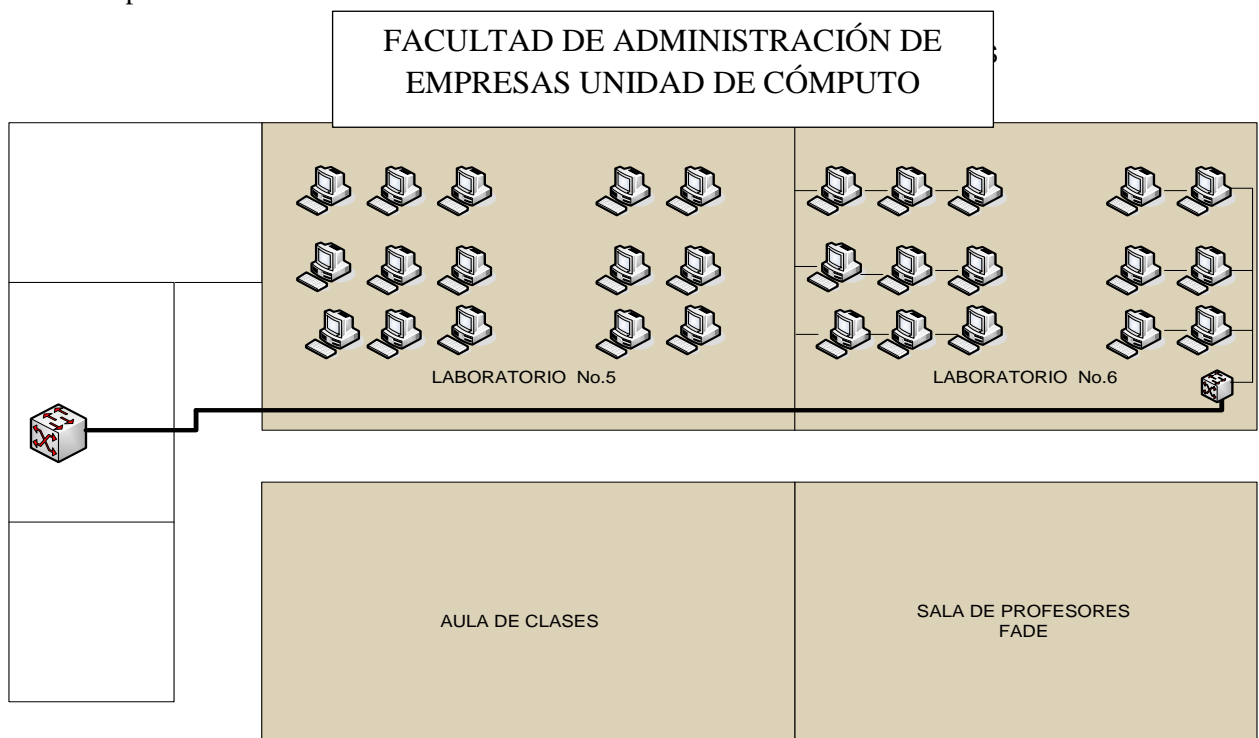 FACULTAD DE ADMINISTRACIÓN DE
EMPRESAS UNIDAD DE CÓMPUTO
LABORATORIO No.5
LABORATORIO No.6
AULA DE CLASES
SALA DE PROFESORES
FADE